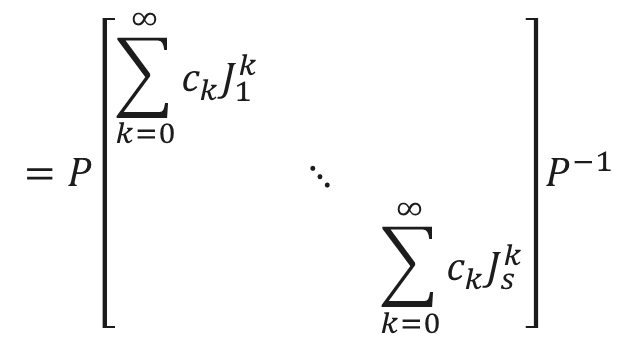 = P [ ∑_{k=0}^{∞} c_k J_1^k
⋱
∑_{k=0}^{∞} c_k J_s^k ] P^{-1}